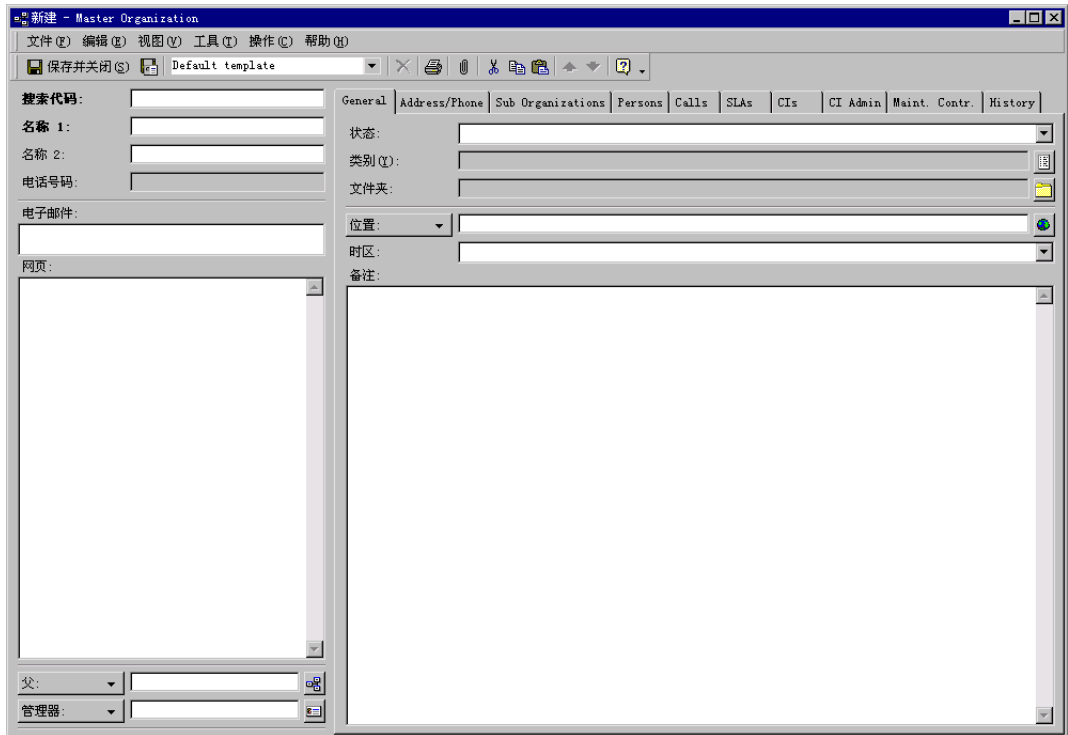 新建 - Master Organization
文件(F) 编辑(E) 视图(V) 工具(T) 操作(C) 帮助(H)
保存并关闭(S) Default template
搜索代码:
名称 1:
名称 2:
电话号码:
电子邮件:
网页:
父:
管理器:
General Address/Phone Sub Organizations Persons Calls SLAs CIs CI Admin Maint. Contr. History
状态:
类别(Y):
文件夹:
位置:
时区:
备注: